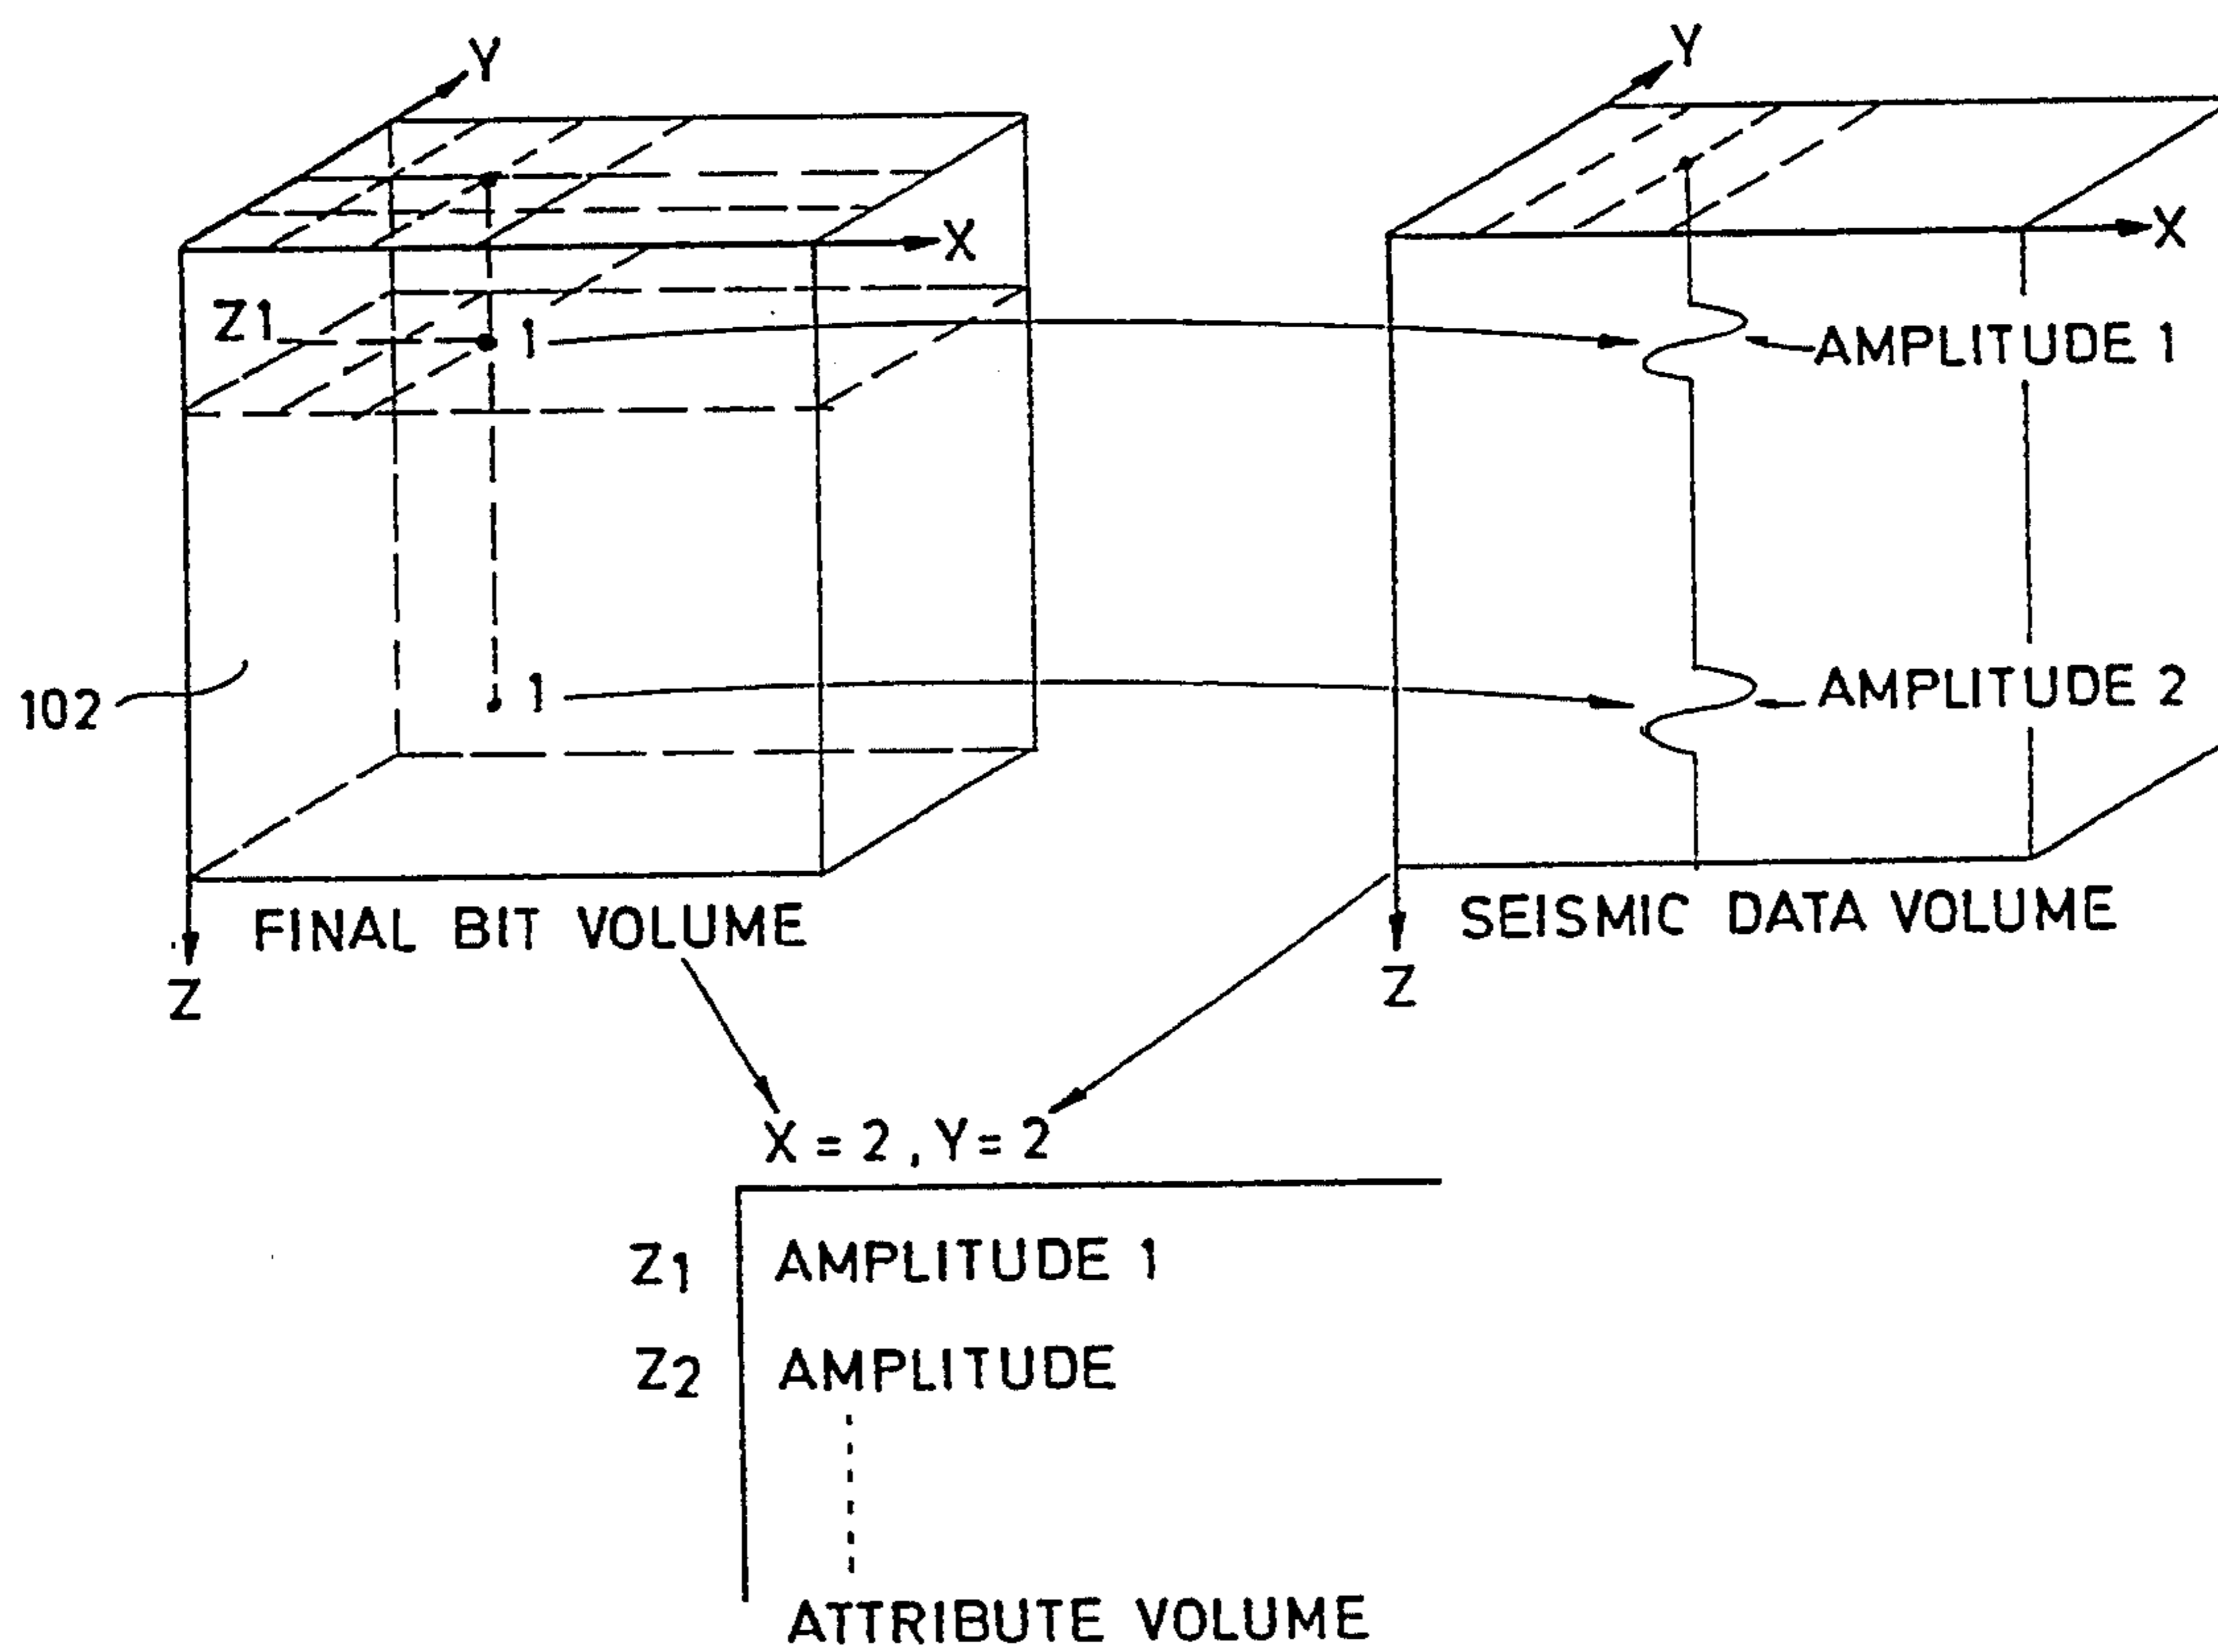 Y
Y
X
X
Z1
1
AMPLITUDE 1
1
AMPLITUDE 2
102
FINAL BIT VOLUME
SEISMIC DATA VOLUME
Z
Z
X = 2 , Y = 2
Z1 AMPLITUDE 1
Z2 AMPLITUDE
ATTRIBUTE VOLUME